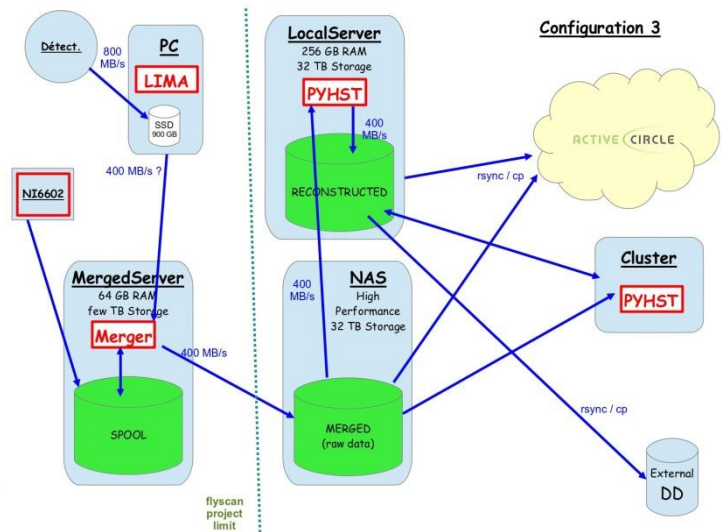 Détect.
800
MB/s
PC
LIMA
SSD
900 GB
400 MB/s ?
NI6602
MergedServer
64 GB RAM
few TB Storage
Merger
400 MB/s
SPOOL
flyscan
project
limit
LocalServer
256 GB RAM
32 TB Storage
PYHST
400
MB/s
RECONSTRUCTED
Configuration 3
ACTIVE CIRCLE
rsync / cp
NAS
High
Performance
32 TB Storage
400
MB/s
MERGED
(raw data)
Cluster
PYHST
rsync / cp
External
DD